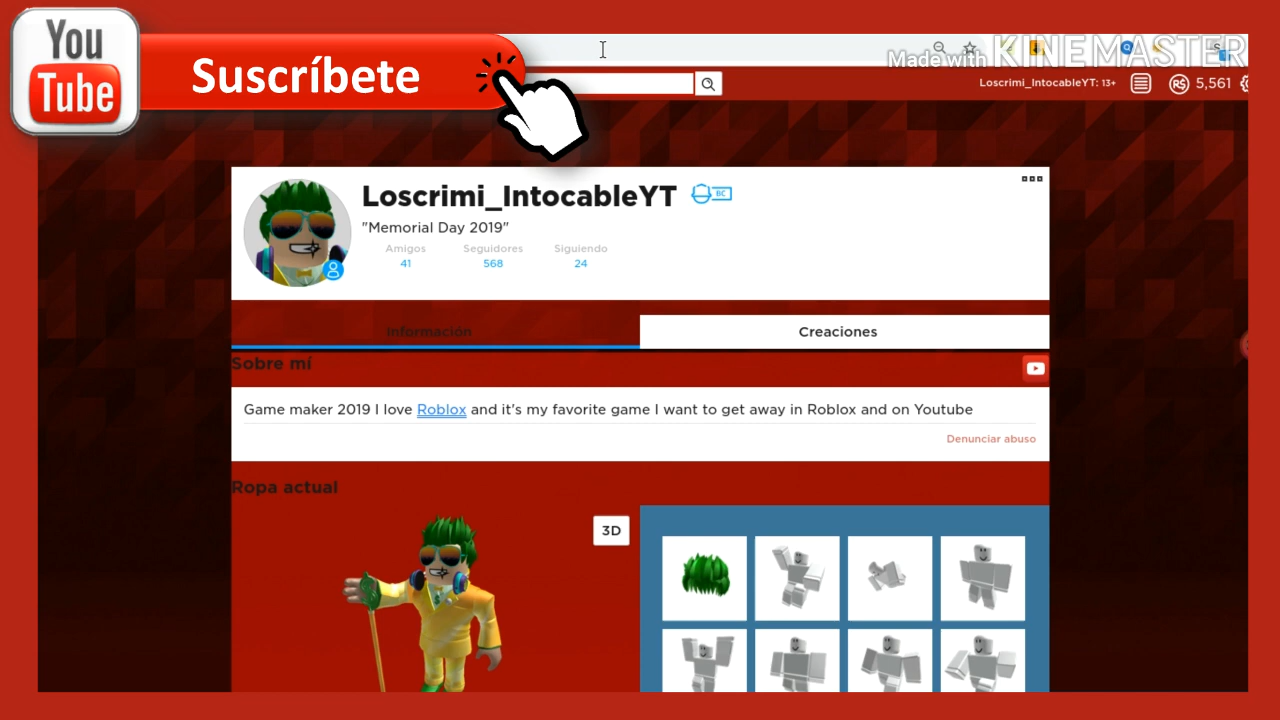 You
Tube
Suscríbete
Made with KINEMASTER
Loscrimi_IntocableYT: 13+
R$ 5,561
Loscrimi_IntocableYT
BC
"Memorial Day 2019"
Amigos Seguidores Siguiendo
41 568 24
Información Creaciones
Sobre mí
Game maker 2019 I love Roblox and it's my favorite game I want to get away in Roblox and on Youtube
Denunciar abuso
Ropa actual
3D